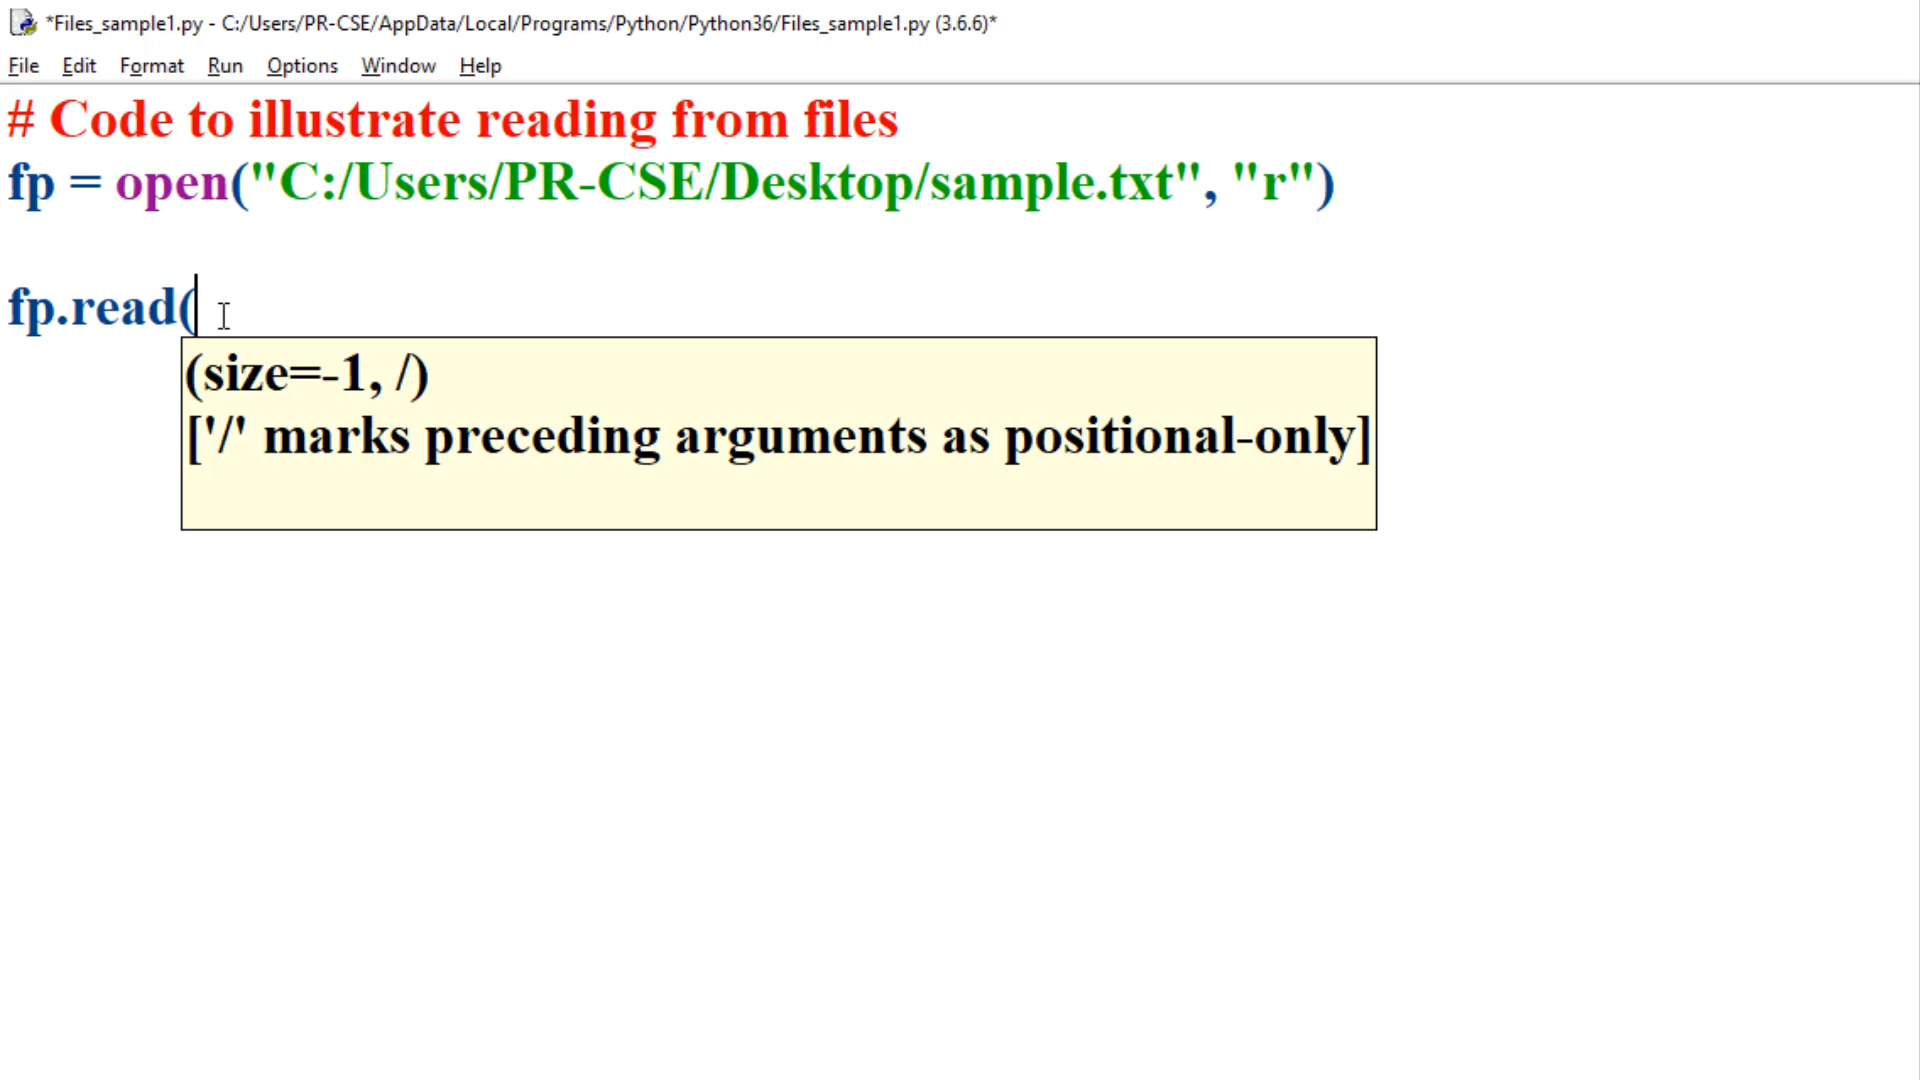 *Files_sample1.py - C:/Users/PR-CSE/AppData/Local/Programs/Python/Python36/Files_sample1.py (3.6.6)*
File Edit Format Run Options Window Help
# Code to illustrate reading from files
fp = open("C:/Users/PR-CSE/Desktop/sample.txt", "r")
fp.read(
(size=-1, /)
['/' marks preceding arguments as positional-only]